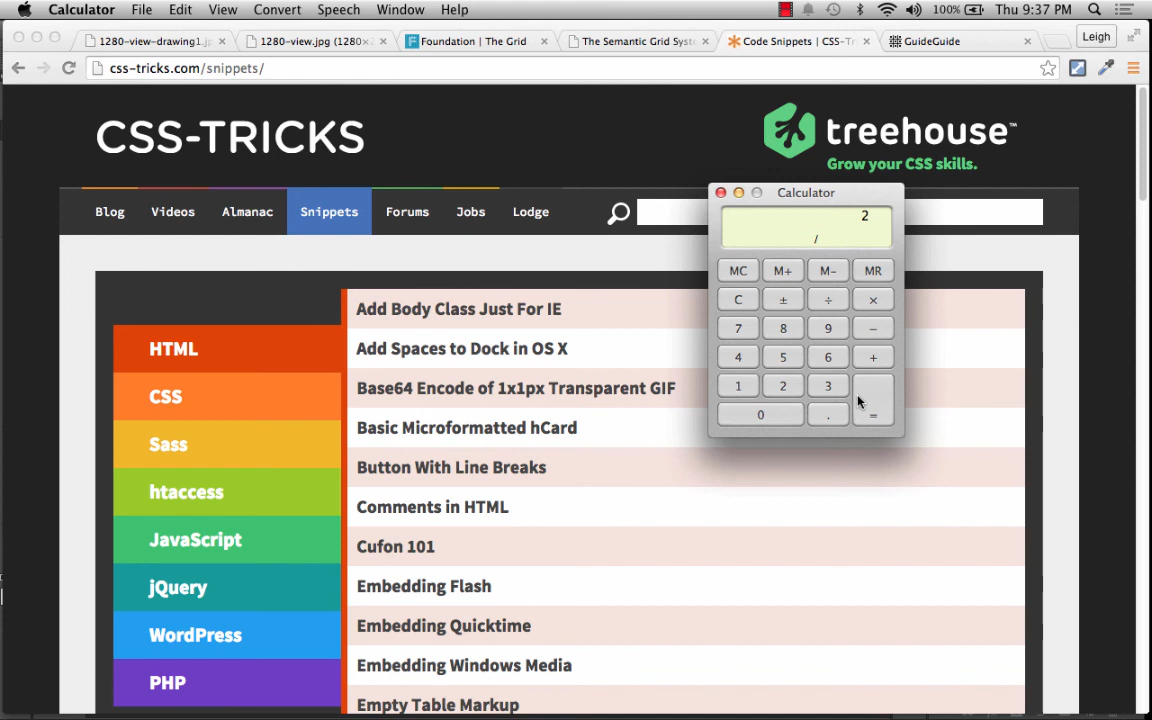 Calculator File Edit View Convert Speech Window Help 100% Thu 9:37 PM
1280-view-drawing1.j 1280-view.jpg (1280× Foundation | The Grid The Semantic Grid Syst Code Snippets | CSS-Tr GuideGuide Leigh
css-tricks.com/snippets/
CSS-TRICKS
treehouse™
Grow your CSS skills.
Blog Videos Almanac Snippets Forums Jobs Lodge
Calculator
2
/
MC M+ M− MR
C ± ÷ ×
7 8 9 −
4 5 6 +
1 2 3
0 . =
HTML
CSS
Sass
htaccess
JavaScript
jQuery
WordPress
PHP
Add Body Class Just For IE
Add Spaces to Dock in OS X
Base64 Encode of 1x1px Transparent GIF
Basic Microformatted hCard
Button With Line Breaks
Comments in HTML
Cufon 101
Embedding Flash
Embedding Quicktime
Embedding Windows Media
Empty Table Markup